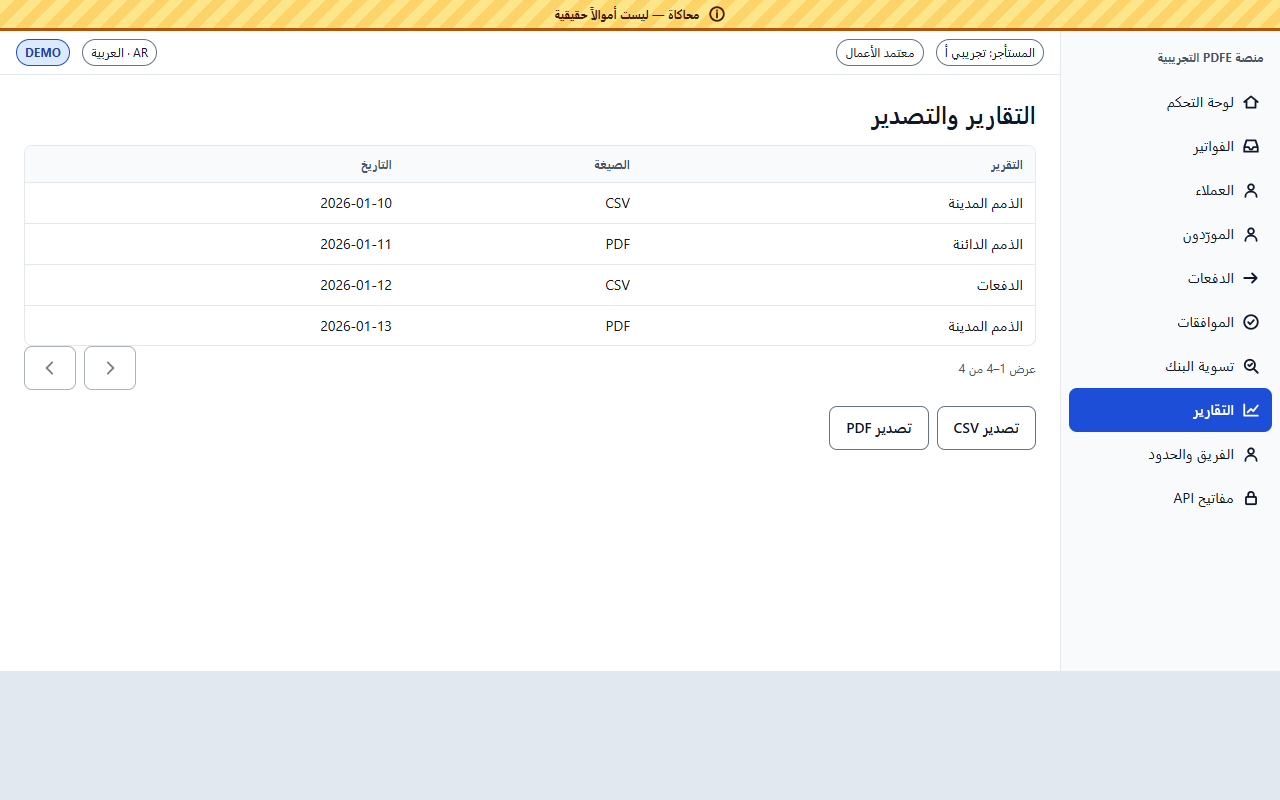 محاكاة — ليست أموالاً حقيقية
منصة PDFE التجريبية
لوحة التحكم
الفواتير
العملاء
المورّدون
الدفعات
الموافقات
تسوية البنك
التقارير
الفريق والحدود
مفاتيح API
المستأجر: تجريبي أ
معتمد الأعمال
AR · العربية
DEMO
التقارير والتصدير
التقرير الصيغة التاريخ
الذمم المدينة CSV 2026-01-10
الذمم الدائنة PDF 2026-01-11
الدفعات CSV 2026-01-12
الذمم المدينة PDF 2026-01-13
عرض 1–4 من 4
تصدير CSV
تصدير PDF